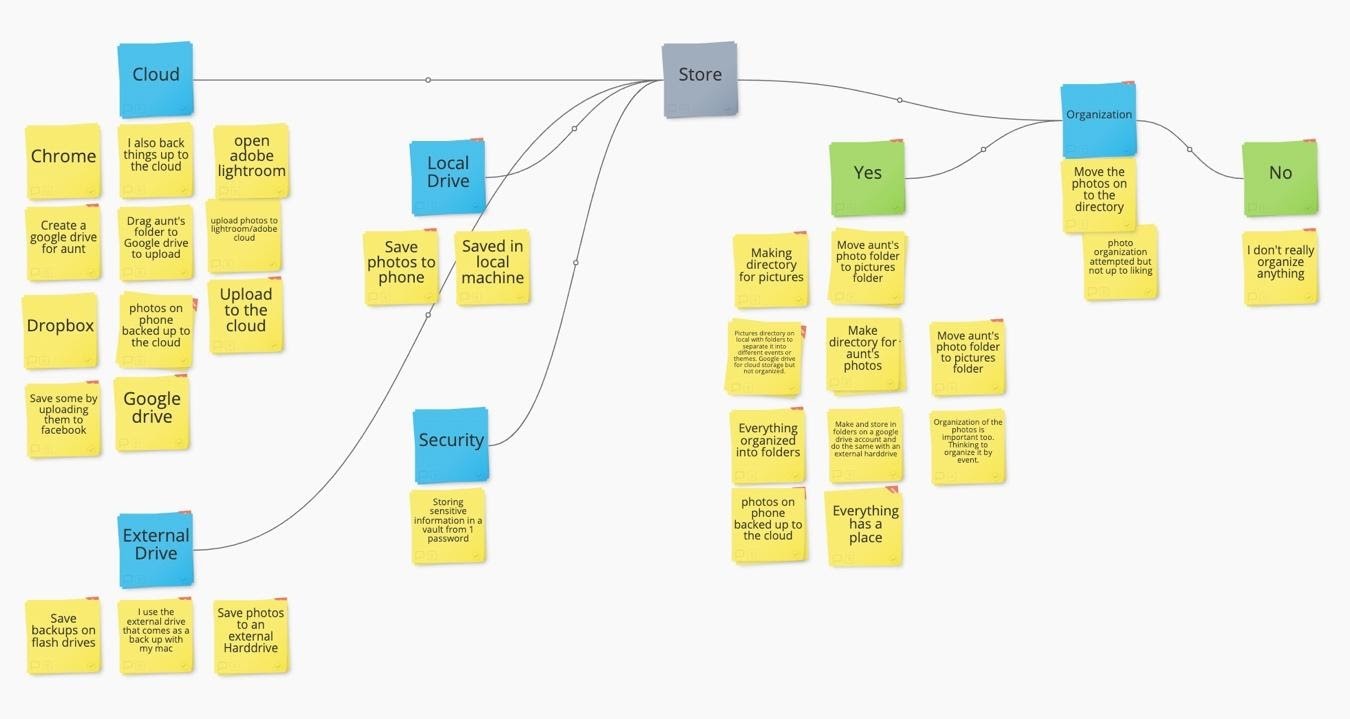 Cloud
Store
Organization
Chrome
I also back
things up to
the cloud
open
adobe
lightroom
Local
Drive
Yes
Move the
photos on
to the
directory
No
Create a
google drive
for aunt
Drag aunt's
folder to
Google drive
to upload
upload photos to
lightroom/adobe
cloud
Save
photos to
phone
Saved in
local
machine
Making
directory
for pictures
Move aunt's
photo folder
to pictures
folder
photo
organization
attempted but
not up to liking
I don't really
organize
anything
Dropbox
photos on
phone
backed up to
the cloud
Upload
to the
cloud
Pictures directory on
local with folders to
separate it into
different events or
themes. Google drive
for cloud storage but
not organized.
Make
directory for
aunt's
photos
Move aunt's
photo folder
to pictures
folder
Save some by
uploading
them to
facebook
Google
drive
Security
Everything
organized
into folders
Make and store in
folders on a google
drive account and
do the same with an
external harddrive
Organization of the
photos is
important too.
Thinking to
organize it by
event.
Storing
sensitive
information in a
vault from 1
password
photos on
phone
backed up to
the cloud
Everything
has a
place
External
Drive
Save
backups on
flash drives
I use the
external drive
that comes as a
back up with
my mac
Save photos
to an
external
Harddrive